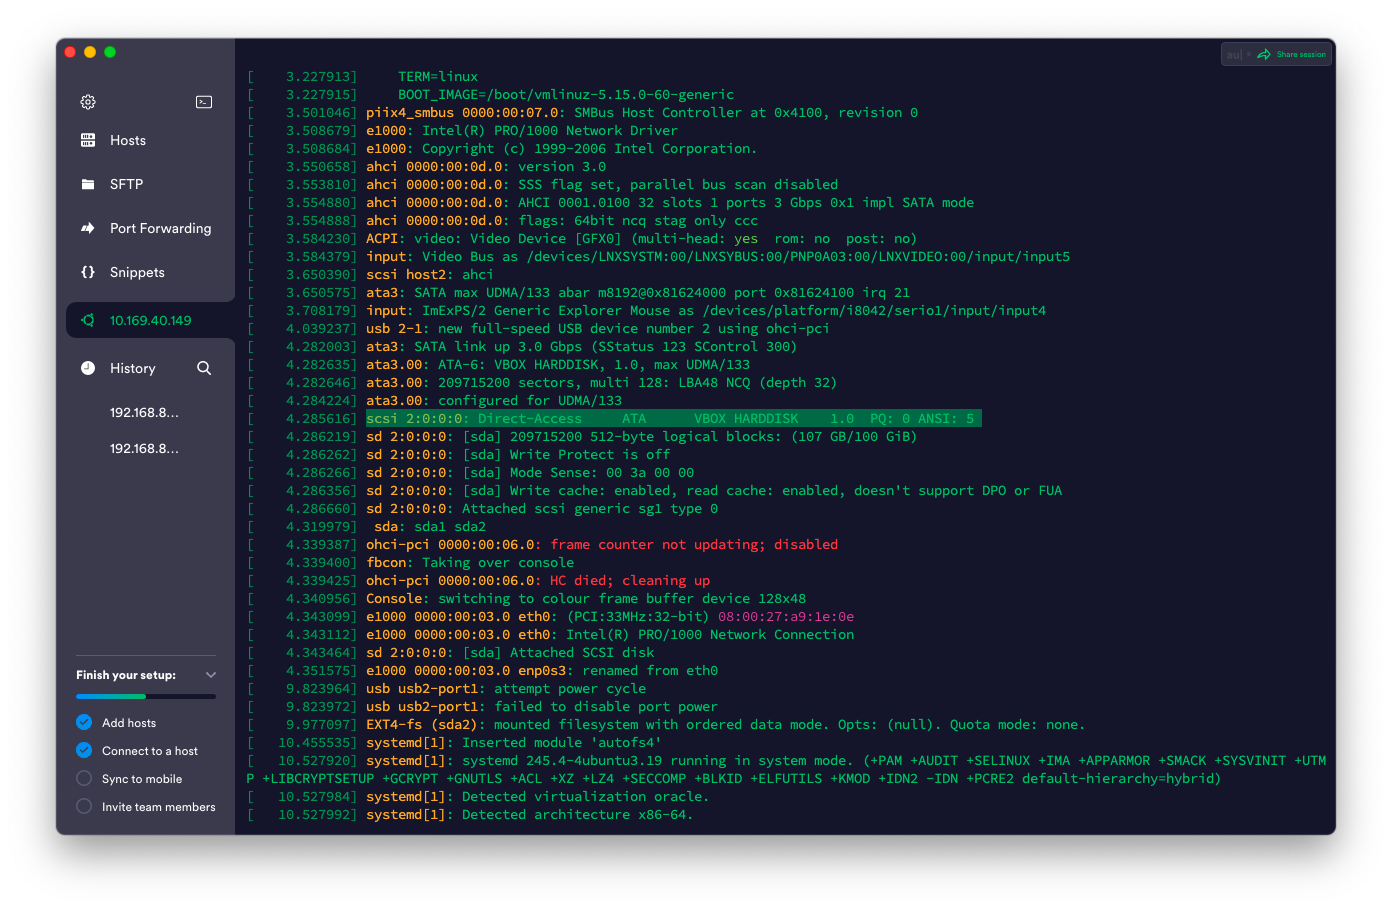 au|
Share session
Hosts
SFTP
Port Forwarding
{} Snippets
10.169.40.149
History
192.168.8...
192.168.8...
Finish your setup:
Add hosts
Connect to a host
Sync to mobile
Invite team members
[    3.227913]     TERM=linux
[    3.227915]     BOOT_IMAGE=/boot/vmlinuz-5.15.0-60-generic
[    3.501046] piix4_smbus 0000:00:07.0: SMBus Host Controller at 0x4100, revision 0
[    3.508679] e1000: Intel(R) PRO/1000 Network Driver
[    3.508684] e1000: Copyright (c) 1999-2006 Intel Corporation.
[    3.550658] ahci 0000:00:0d.0: version 3.0
[    3.553810] ahci 0000:00:0d.0: SSS flag set, parallel bus scan disabled
[    3.554880] ahci 0000:00:0d.0: AHCI 0001.0100 32 slots 1 ports 3 Gbps 0x1 impl SATA mode
[    3.554888] ahci 0000:00:0d.0: flags: 64bit ncq stag only ccc
[    3.584230] ACPI: video: Video Device [GFX0] (multi-head: yes  rom: no  post: no)
[    3.584379] input: Video Bus as /devices/LNXSYSTM:00/LNXSYBUS:00/PNP0A03:00/LNXVIDEO:00/input/input5
[    3.650390] scsi host2: ahci
[    3.650575] ata3: SATA max UDMA/133 abar m8192@0x81624000 port 0x81624100 irq 21
[    3.708179] input: ImExPS/2 Generic Explorer Mouse as /devices/platform/i8042/serio1/input/input4
[    4.039237] usb 2-1: new full-speed USB device number 2 using ohci-pci
[    4.282003] ata3: SATA link up 3.0 Gbps (SStatus 123 SControl 300)
[    4.282635] ata3.00: ATA-6: VBOX HARDDISK, 1.0, max UDMA/133
[    4.282646] ata3.00: 209715200 sectors, multi 128: LBA48 NCQ (depth 32)
[    4.284224] ata3.00: configured for UDMA/133
[    4.285616] scsi 2:0:0:0: Direct-Access     ATA      VBOX HARDDISK    1.0  PQ: 0 ANSI: 5
[    4.286219] sd 2:0:0:0: [sda] 209715200 512-byte logical blocks: (107 GB/100 GiB)
[    4.286262] sd 2:0:0:0: [sda] Write Protect is off
[    4.286266] sd 2:0:0:0: [sda] Mode Sense: 00 3a 00 00
[    4.286356] sd 2:0:0:0: [sda] Write cache: enabled, read cache: enabled, doesn't support DPO or FUA
[    4.286660] sd 2:0:0:0: Attached scsi generic sg1 type 0
[    4.319979]  sda: sda1 sda2
[    4.339387] ohci-pci 0000:00:06.0: frame counter not updating; disabled
[    4.339400] fbcon: Taking over console
[    4.339425] ohci-pci 0000:00:06.0: HC died; cleaning up
[    4.340956] Console: switching to colour frame buffer device 128x48
[    4.343099] e1000 0000:00:03.0 eth0: (PCI:33MHz:32-bit) 08:00:27:a9:1e:0e
[    4.343112] e1000 0000:00:03.0 eth0: Intel(R) PRO/1000 Network Connection
[    4.343464] sd 2:0:0:0: [sda] Attached SCSI disk
[    4.351575] e1000 0000:00:03.0 enp0s3: renamed from eth0
[    9.823964] usb usb2-port1: attempt power cycle
[    9.823972] usb usb2-port1: failed to disable port power
[    9.977097] EXT4-fs (sda2): mounted filesystem with ordered data mode. Opts: (null). Quota mode: none.
[   10.455535] systemd[1]: Inserted module 'autofs4'
[   10.527920] systemd[1]: systemd 245.4-4ubuntu3.19 running in system mode. (+PAM +AUDIT +SELINUX +IMA +APPARMOR +SMACK +SYSVINIT +UTM
P +LIBCRYPTSETUP +GCRYPT +GNUTLS +ACL +XZ +LZ4 +SECCOMP +BLKID +ELFUTILS +KMOD +IDN2 -IDN +PCRE2 default-hierarchy=hybrid)
[   10.527984] systemd[1]: Detected virtualization oracle.
[   10.527992] systemd[1]: Detected architecture x86-64.